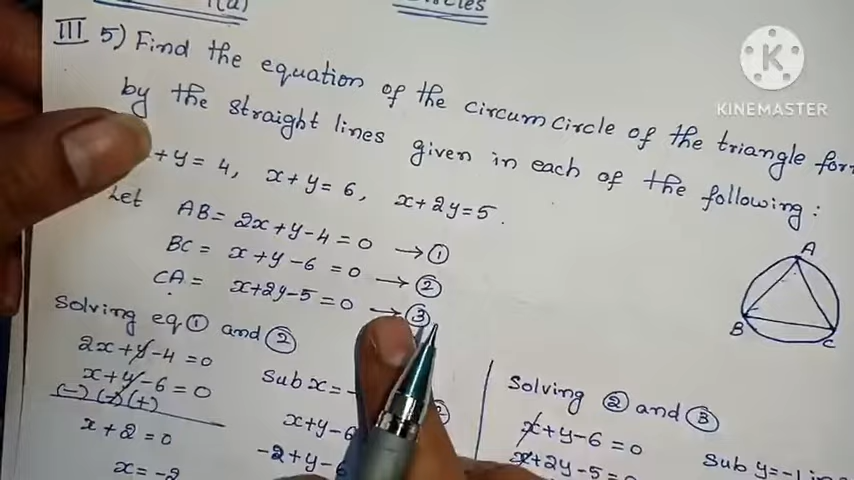 III 5) Find the equation of the circumcircle of the triangle
by the straight lines given in each of the following :
+y = 4, x+y = 6, x+2y = 5.
Let AB = 2x+y-4 = 0 → ①
BC = x+y-6 = 0 → ②
CA = x+2y-5 = 0 → ③
Solving eq ① and ②
2x+y-4 = 0
x+y-6 = 0
(-) (-) (+)
x+2 = 0
x = -2
Sub x = -
x+y-6
-2+y-6
Solving ② and ③
x+y-6 = 0
x+2y-5 = 0
Sub y = -1 in
A
B
C
KINEMASTER